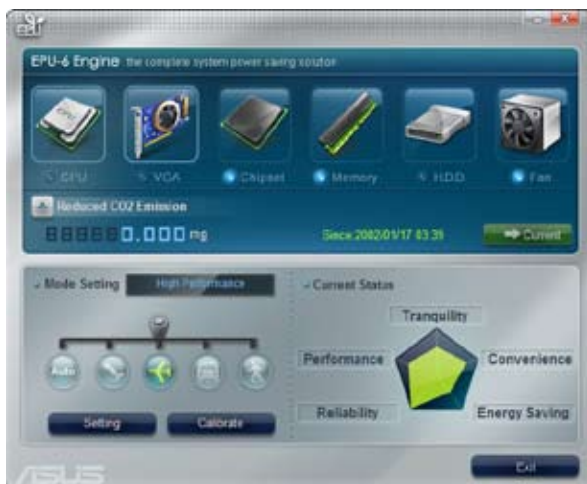 EPU-6 Engine the complete system power saving solution
CPU VGA Chipset Memory H.D.D Fan
Reduced CO2 Emission
0.000 mg Since 2002/01/17 03:39 Current
Mode Setting High Performance
Current Status
Tranquility
Performance Convenience
Reliability Energy Saving
Auto
Setting Calibrate
ASUS
Exit